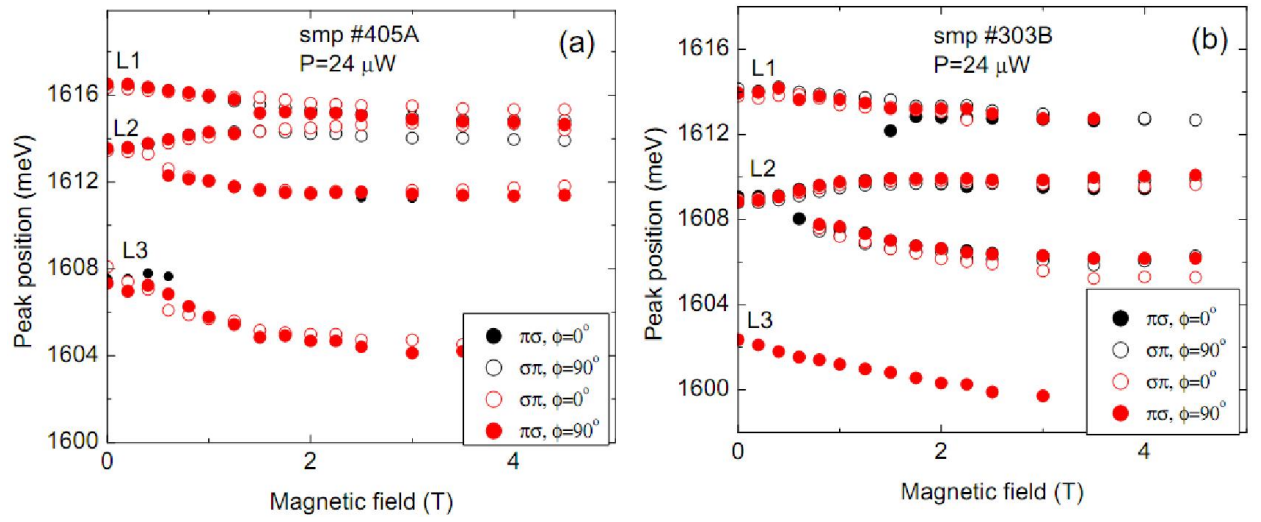 smp #405A
(a)
P=24 μW
1616
1612
1608
1604
1600
Peak position (meV)
L1
L2
L3
πσ, ϕ=0°
σπ, ϕ=90°
σπ, ϕ=0°
πσ, ϕ=90°
0
2
4
Magnetic field (T)
smp #303B
(b)
P=24 μW
1616
1612
1608
1604
1600
Peak position (meV)
L1
L2
L3
πσ, ϕ=0°
σπ, ϕ=90°
σπ, ϕ=0°
πσ, ϕ=90°
0
2
4
Magnetic field (T)